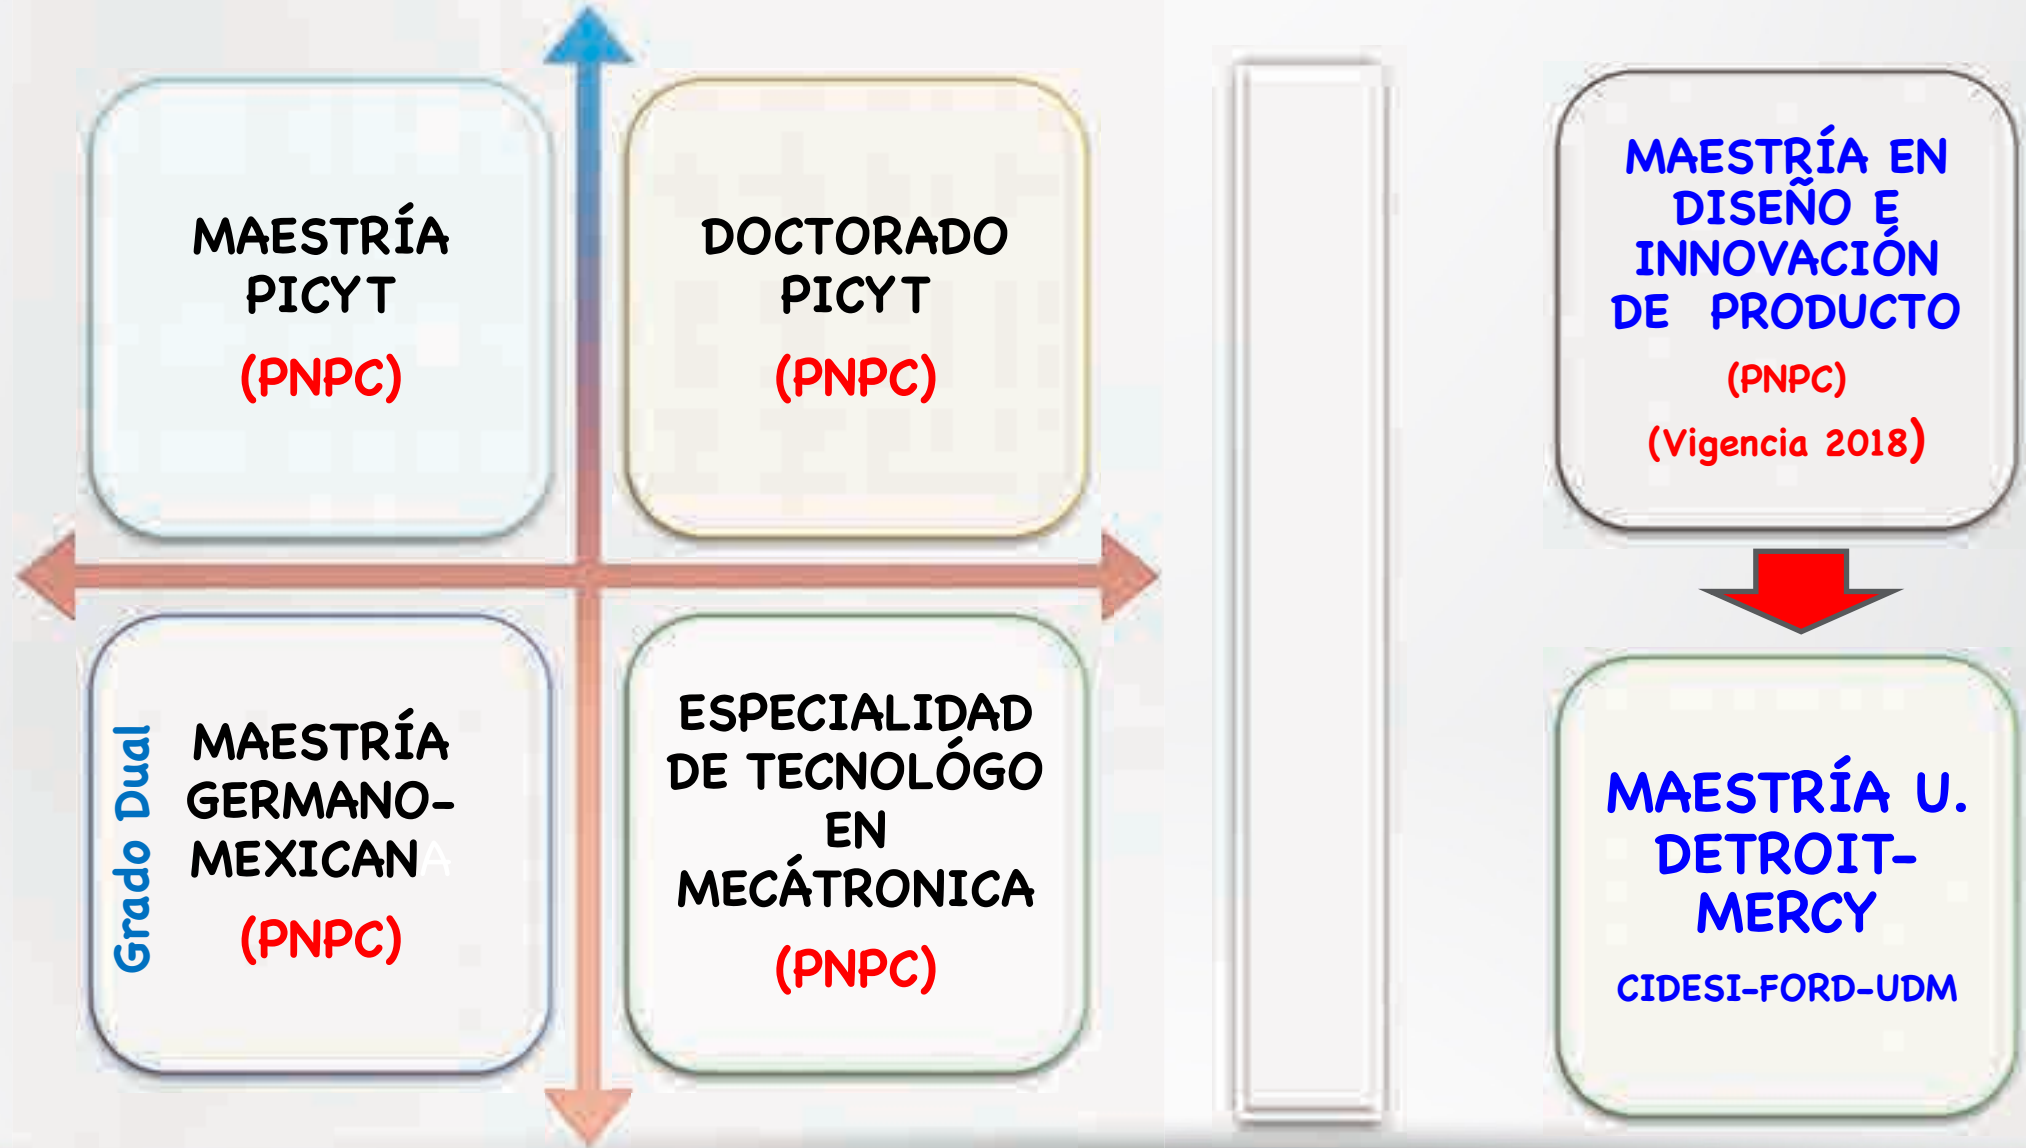 MAESTRÍA
PICYT
(PNPC)
DOCTORADO
PICYT
(PNPC)
Grado Dual
MAESTRÍA
GERMANO-
MEXICANA
(PNPC)
ESPECIALIDAD
DE TECNOLÓGO
EN
MECÁTRONICA
(PNPC)
MAESTRÍA EN
DISEÑO E
INNOVACIÓN
DE PRODUCTO
(PNPC)
(Vigencia 2018)
MAESTRÍA U.
DETROIT-
MERCY
CIDESI-FORD-UDM